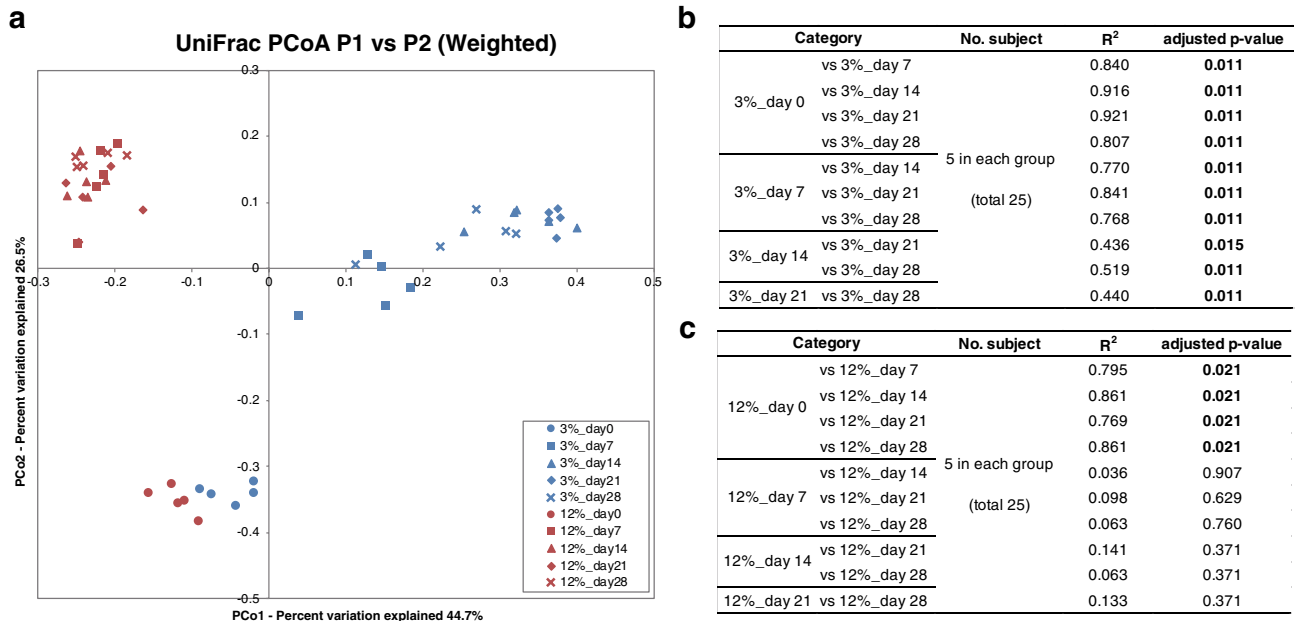 a
UniFrac PCoA P1 vs P2 (Weighted)
PCo2 - Percent variation explained 26.5%
0.3
0.2
0.1
0
-0.1
-0.2
-0.3
-0.4
-0.5
-0.3 -0.2 -0.1 0 0.1 0.2 0.3 0.4 0.5
3%_day0
3%_day7
3%_day14
3%_day21
3%_day28
12%_day0
12%_day7
12%_day14
12%_day21
12%_day28
PCo1 - Percent variation explained 44.7%
b
Category No. subject R² adjusted p-value
3%_day 0 vs 3%_day 7 0.840 0.011
vs 3%_day 14 0.916 0.011
vs 3%_day 21 0.921 0.011
vs 3%_day 28 0.807 0.011
3%_day 7 vs 3%_day 14 5 in each group 0.770 0.011
vs 3%_day 21 (total 25) 0.841 0.011
vs 3%_day 28 0.768 0.011
3%_day 14 vs 3%_day 21 0.436 0.015
vs 3%_day 28 0.519 0.011
3%_day 21 vs 3%_day 28 0.440 0.011
c
Category No. subject R² adjusted p-value
12%_day 0 vs 12%_day 7 0.795 0.021
vs 12%_day 14 0.861 0.021
vs 12%_day 21 0.769 0.021
vs 12%_day 28 0.861 0.021
12%_day 7 vs 12%_day 14 5 in each group 0.036 0.907
vs 12%_day 21 (total 25) 0.098 0.629
vs 12%_day 28 0.063 0.760
12%_day 14 vs 12%_day 21 0.141 0.371
vs 12%_day 28 0.063 0.371
12%_day 21 vs 12%_day 28 0.133 0.371